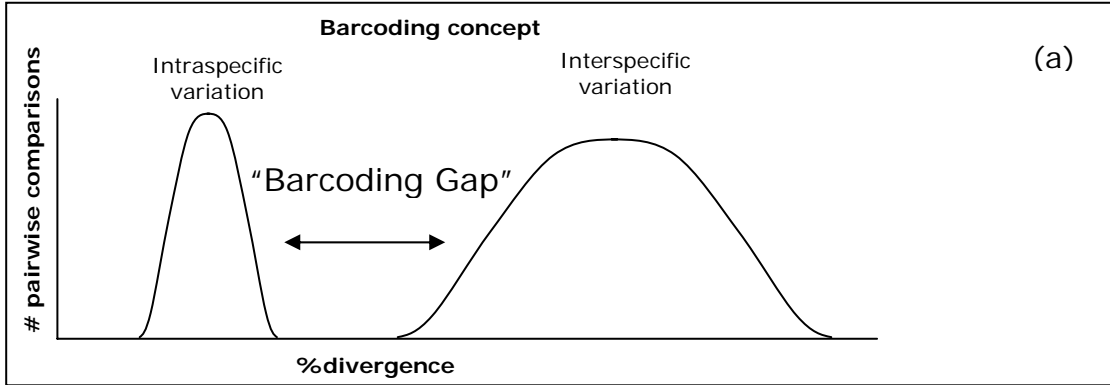 Barcoding concept
(a)
Intraspecific
variation
Interspecific
variation
"Barcoding Gap"
# pairwise comparisons
%divergence